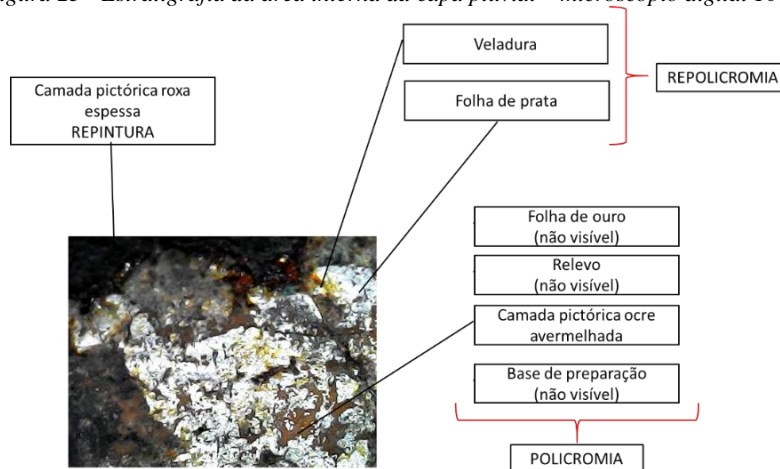 Veladura
Folha de prata
REPOLICROMIA
Camada pictórica roxa
espessa
REPINTURA
Folha de ouro
(não visível)
Relevo
(não visível)
Camada pictórica ocre
avermelhada
Base de preparação
(não visível)
POLICROMIA